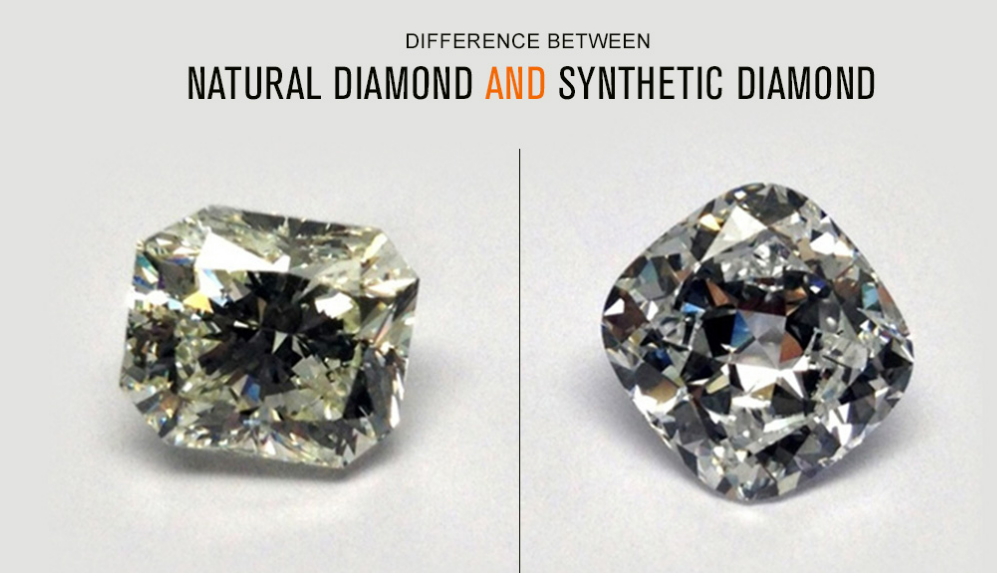 DIFFERENCE BETWEEN
NATURAL DIAMOND AND SYNTHETIC DIAMOND